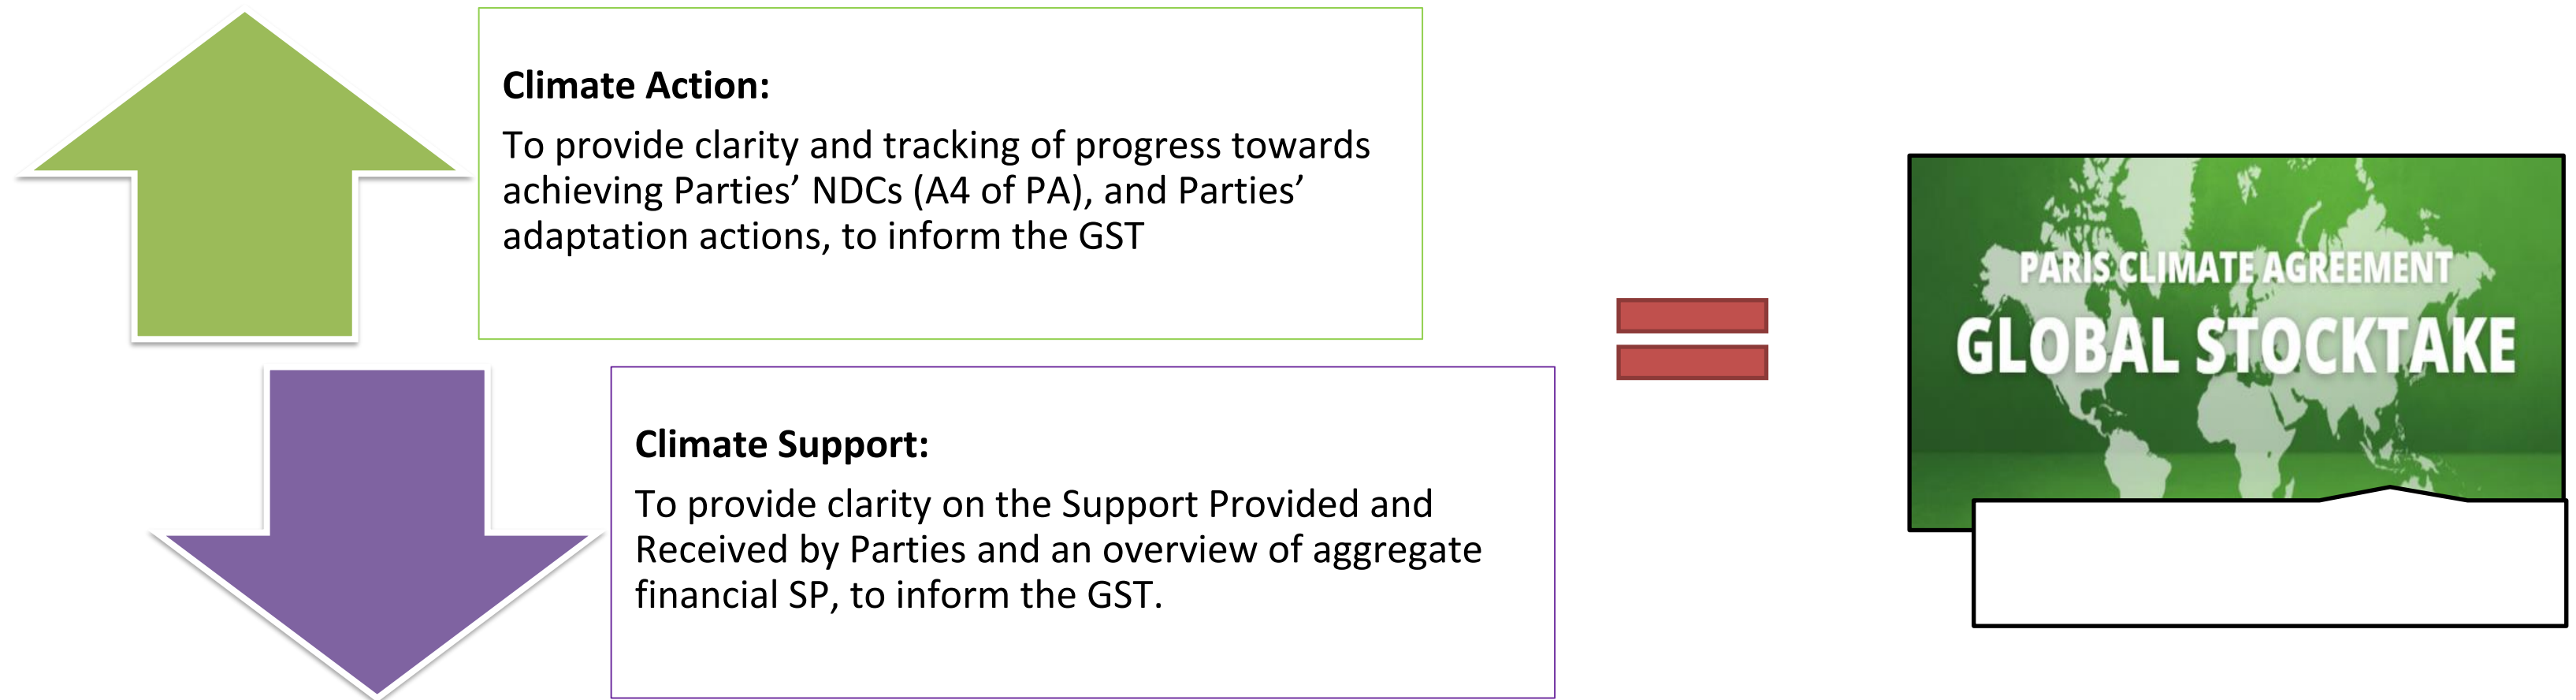 Climate Action:
To provide clarity and tracking of progress towards
achieving Parties’ NDCs (A4 of PA), and Parties’
adaptation actions, to inform the GST
Climate Support:
To provide clarity on the Support Provided and
Received by Parties and an overview of aggregate
financial SP, to inform the GST.
PARIS CLIMATE AGREEMENT
GLOBAL STOCKTAKE